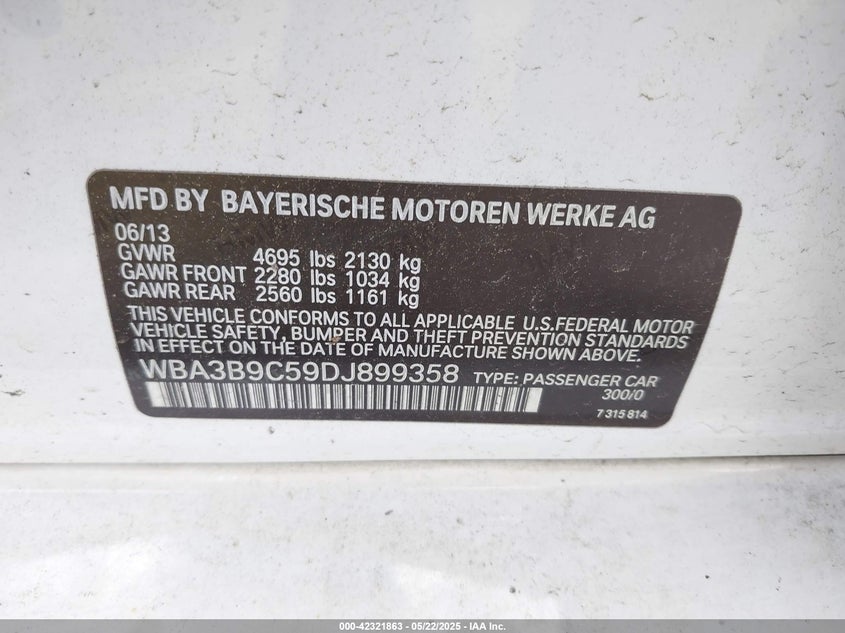 MFD BY BAYERISCHE MOTOREN WERKE AG
06/13
GVWR 4695 lbs 2130 kg
GAWR FRONT 2280 lbs 1034 kg
GAWR REAR 2560 lbs 1161 kg
THIS VEHICLE CONFORMS TO ALL APPLICABLE U.S.FEDERAL MOTOR
VEHICLE SAFETY, BUMPER AND THEFT PREVENTION STANDARDS
IN EFFECT ON THE DATE OF MANUFACTURE SHOWN ABOVE.
WBA3B9C59DJ899358 TYPE: PASSENGER CAR
300/0
7 315 814
000-42321863 - 05/22/2025 - IAA Inc.